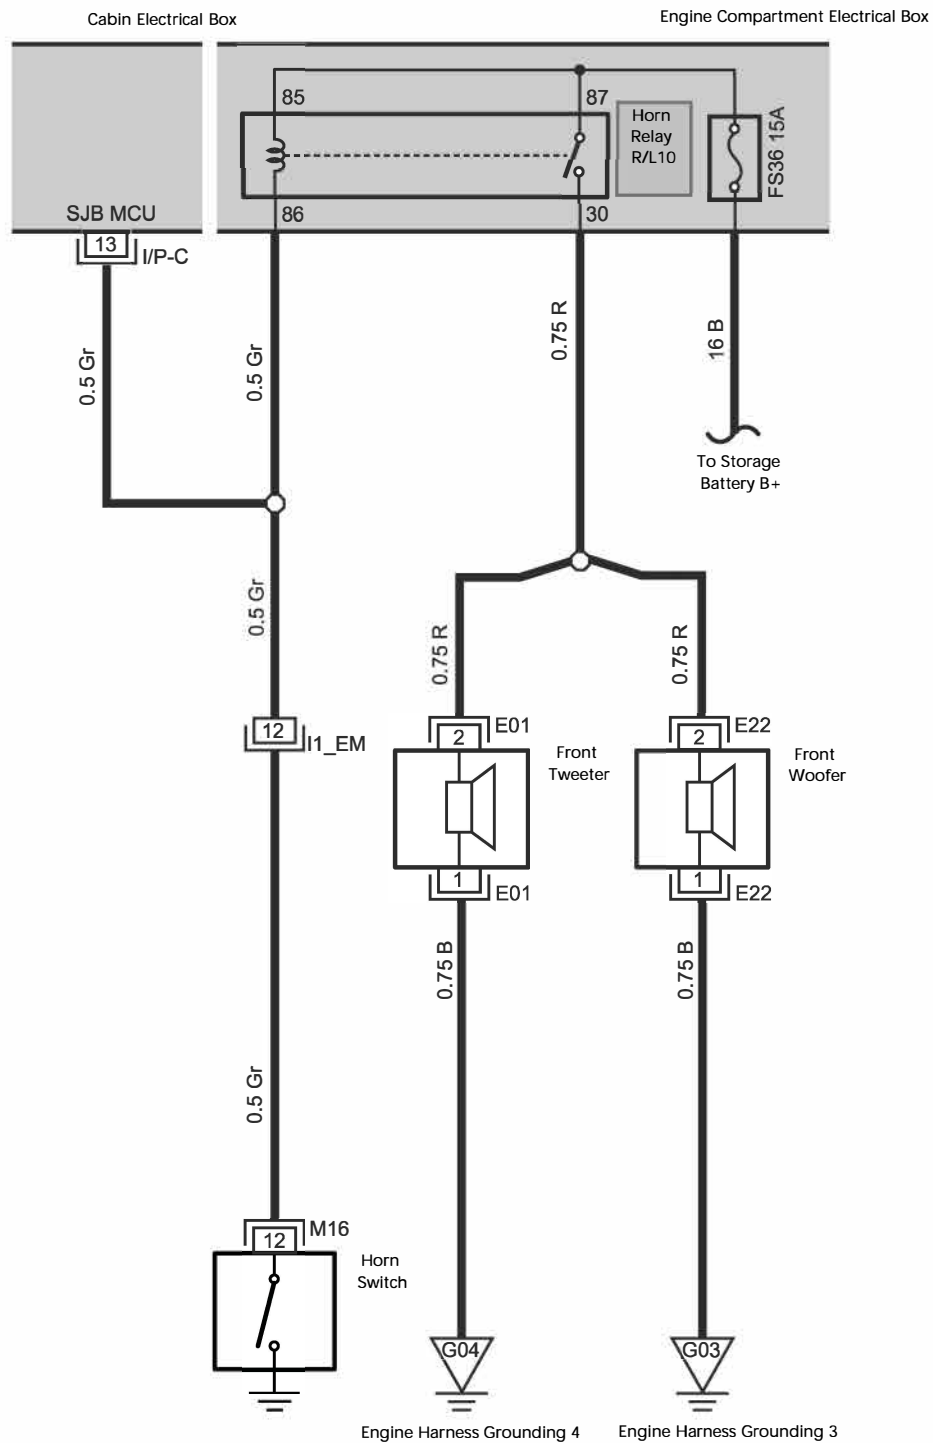 Cabin Electrical Box
Engine Compartment Electrical Box
85
87
Horn
Relay
R/L10
FS36 15A
SJB MCU
86
30
13
I/P-C
0.5 Gr
0.5 Gr
0.75 R
16 B
To Storage
Battery B+
0.5 Gr
0.75 R
0.75 R
12
I1_EM
E01
2
Front
Tweeter
E22
2
Front
Woofer
1
E01
1
E22
0.75 B
0.75 B
0.5 Gr
M16
12
Horn
Switch
G04
G03
Engine Harness Grounding 4
Engine Harness Grounding 3